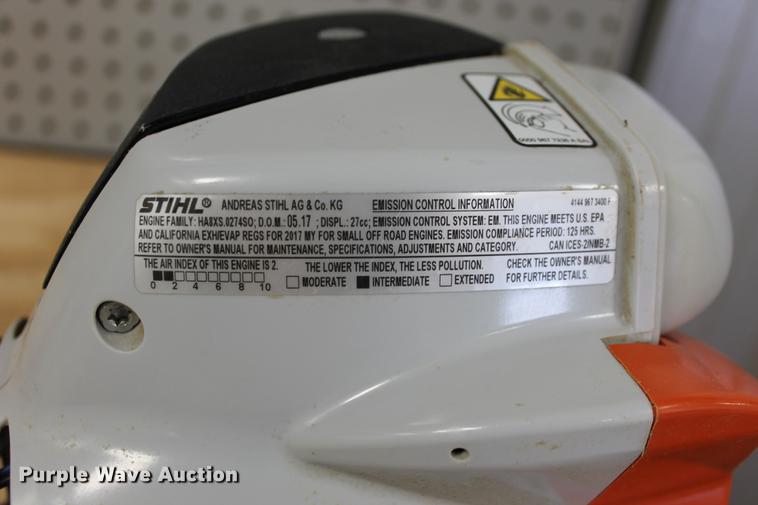 0000 967 7236 A EAC
STIHL® ANDREAS STIHL AG & Co. KG EMISSION CONTROL INFORMATION 4144 967 3400 F
ENGINE FAMILY: HA8XS.0274SO; D.O.M.: 05.17 ; DISPL.: 27cc; EMISSION CONTROL SYSTEM: EM. THIS ENGINE MEETS U.S. EPA
AND CALIFORNIA EXH/EVAP REGS FOR 2017 MY FOR SMALL OFF ROAD ENGINES. EMISSION COMPLIANCE PERIOD: 125 HRS.
REFER TO OWNER'S MANUAL FOR MAINTENANCE, SPECIFICATIONS, ADJUSTMENTS AND CATEGORY. CAN ICES-2/NMB-2
THE AIR INDEX OF THIS ENGINE IS 2. THE LOWER THE INDEX, THE LESS POLLUTION. CHECK THE OWNER'S MANUAL
MODERATE INTERMEDIATE EXTENDED FOR FURTHER DETAILS.
0 2 4 6 8 10
Purple Wave Auction